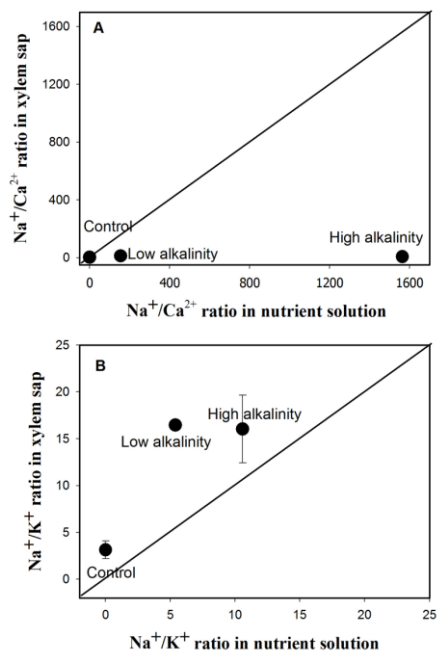 A
Na⁺/Ca²⁺ ratio in xylem sap
1600
1200
800
400
0
Control
Low alkalinity
High alkalinity
0 400 800 1200 1600
Na⁺/Ca²⁺ ratio in nutrient solution
B
Na⁺/K⁺ ratio in xylem sap
25
20
15
10
5
0
High alkalinity
Low alkalinity
Control
0 5 10 15 20 25
Na⁺/K⁺ ratio in nutrient solution